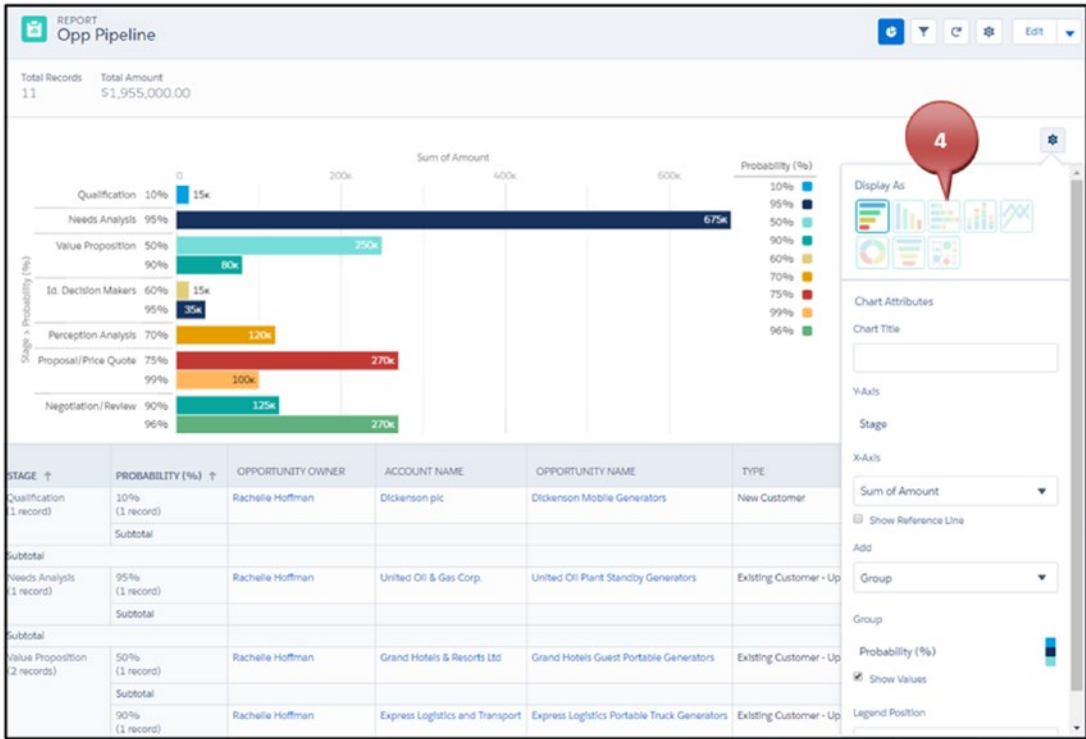 REPORT
Opp Pipeline
Edit
Total Records Total Amount
11 $1,955,000.00
4
Sum of Amount
0 200K 400K 600K
Probability (%)
10%
95%
50%
90%
60%
70%
75%
99%
96%
Stage > Probability (%)
Qualification 10% 15K
Needs Analysis 95% 675K
Value Proposition 50% 250K
90% 80K
Id. Decision Makers 60% 15K
95% 35K
Perception Analysis 70% 120K
Proposal/Price Quote 75% 270K
99% 100K
Negotiation/Review 90% 125K
96% 270K
Display As
Chart Attributes
Chart Title
Y-Axis
Stage
X-Axis
Sum of Amount
Show Reference Line
Add
Group
Group
Probability (%)
Show Values
Legend Position
STAGE ↑ PROBABILITY (%) ↑ OPPORTUNITY OWNER ACCOUNT NAME OPPORTUNITY NAME TYPE
Qualification 10% Rachelle Hoffman Dickenson plc Dickenson Mobile Generators New Customer
(1 record) (1 record)
Subtotal
Subtotal
Needs Analysis 95% Rachelle Hoffman United Oil & Gas Corp. United Oil Plant Standby Generators Existing Customer - Up
(1 record) (1 record)
Subtotal
Subtotal
Value Proposition 50% Rachelle Hoffman Grand Hotels & Resorts Ltd Grand Hotels Guest Portable Generators Existing Customer - Up
(2 records) (1 record)
Subtotal
90% Rachelle Hoffman Express Logistics and Transport Express Logistics Portable Truck Generators Existing Customer - Up
(1 record)